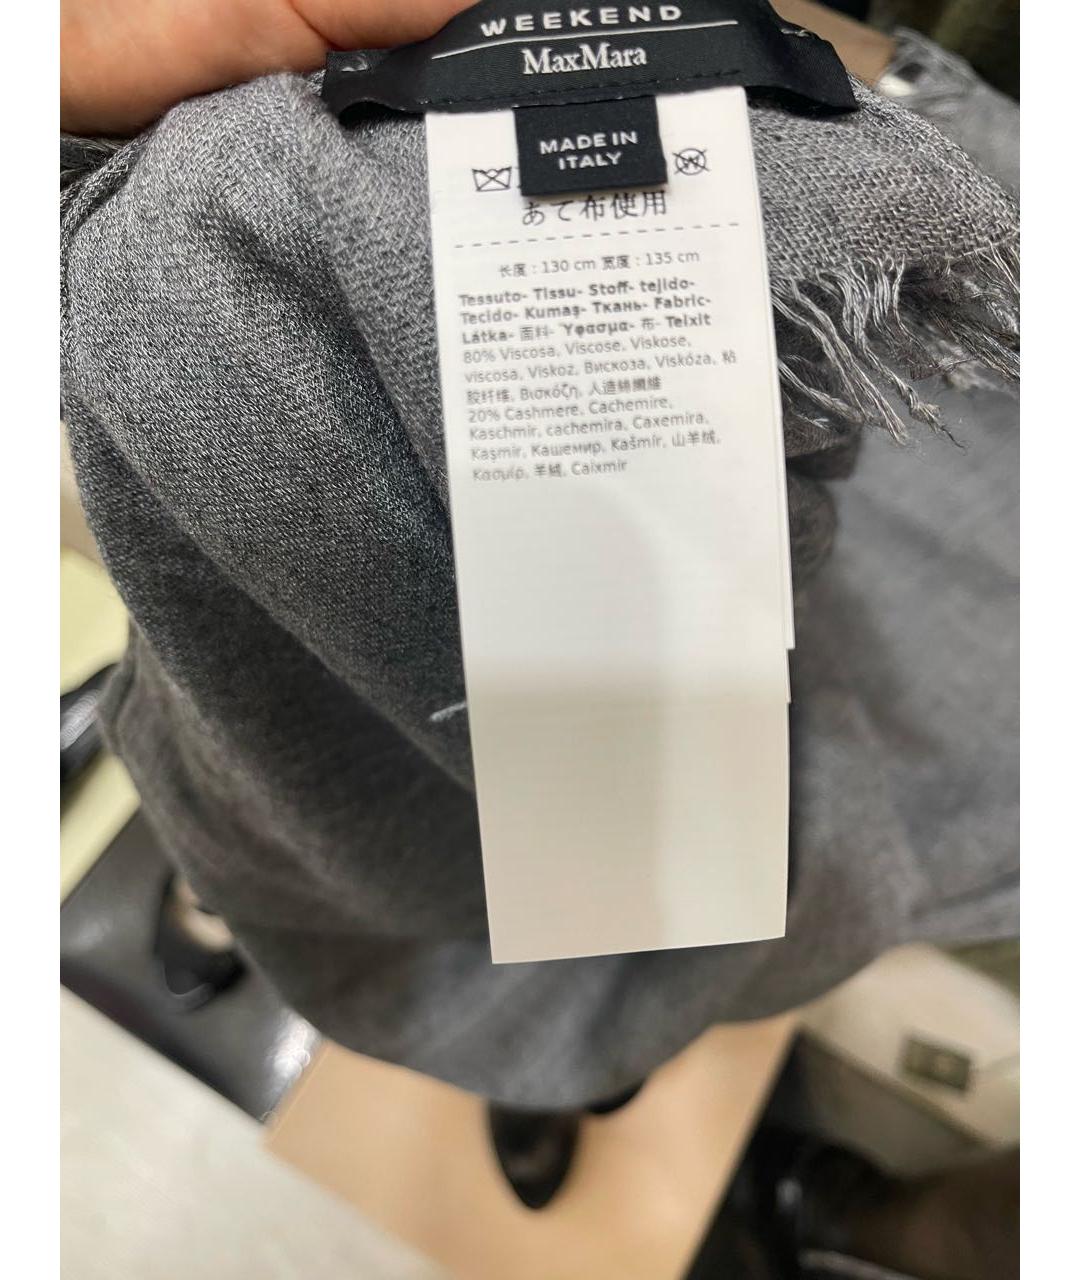 WEEKEND
MaxMara
MADE IN
ITALY
あて布使用
长度 : 130 cm 宽度 : 135 cm
Tessuto- Tissu- Stoff- tejido-
Tecido- Kumaş- Ткань- Fabric-
Látka- 面料- Ύφασμα- 布- Teixit
80% Viscosa, Viscose, Viskose,
viscosa, Viskoz, Вискоза, Viskóza, 粘
胶纤维, Βισκόζη, 人造絲纖維
20% Cashmere, Cachemire,
Kaschmir, cachemira, Caxemira,
Kaşmir, Кашемир, Kašmír, 山羊绒,
Κασμίρ, 羊絨, Caixmir